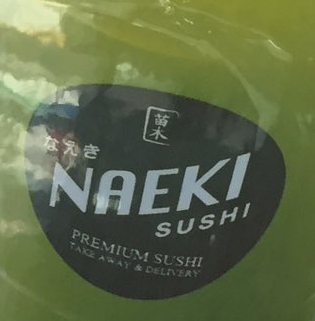 苗木
なえき
NAEKI
SUSHI
PREMIUM SUSHI
TAKE AWAY & DELIVERY